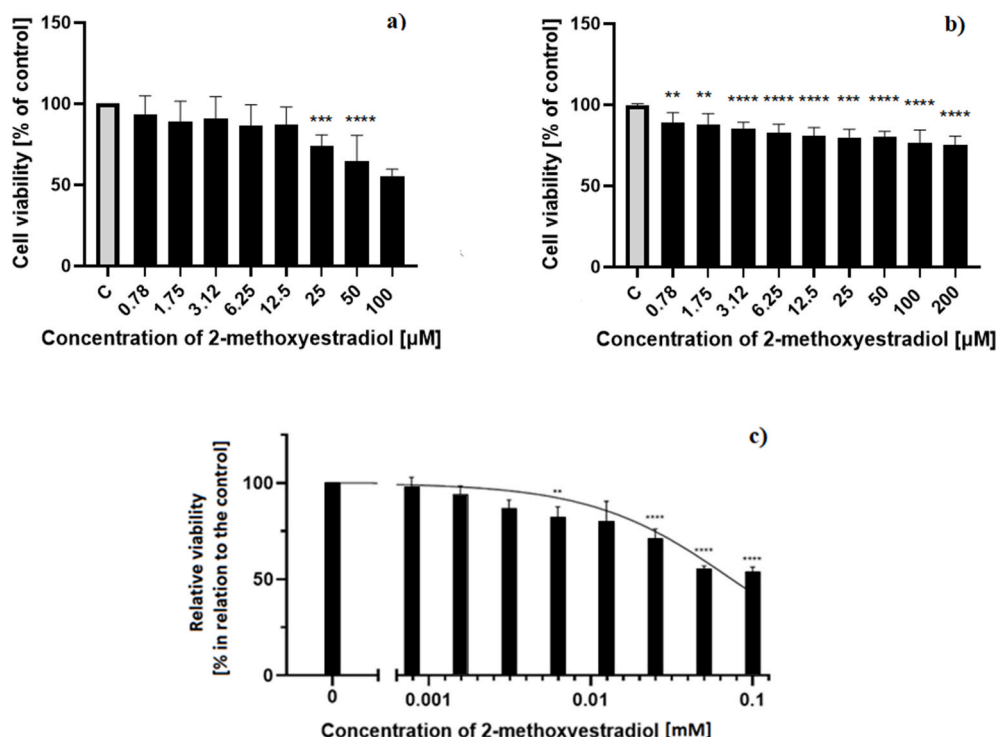 a)
Cell viability [% of control]
150
100
50
0
*** ****
C 0.78 1.75 3.12 6.25 12.5 25 50 100
Concentration of 2-methoxyestradiol [µM]
b)
Cell viability [% of control]
150
100
50
0
** ** **** **** **** *** **** **** ****
C 0.78 1.75 3.12 6.25 12.5 25 50 100 200
Concentration of 2-methoxyestradiol [µM]
c)
Relative viability
[% in relation to the control]
100
50
0
** **** **** ****
0 0.001 0.01 0.1
Concentration of 2-methoxyestradiol [mM]